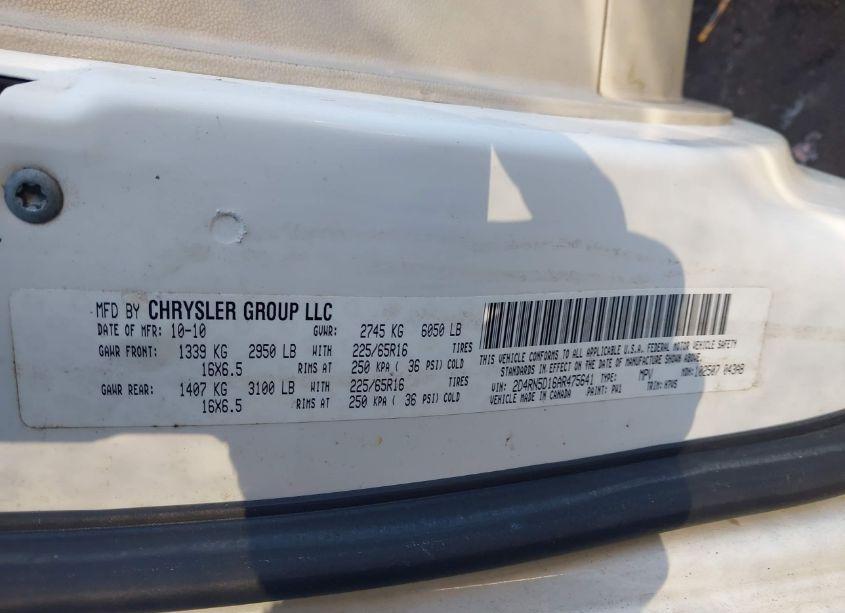 MFD BY CHRYSLER GROUP LLC
DATE OF MFR: 10-10 GVWR: 2745 KG 6050 LB
GAWR FRONT: 1339 KG 2950 LB WITH 225/65R16 TIRES
16X6.5 RIMS AT 250 KPA ( 36 PSI) COLD
GAWR REAR: 1407 KG 3100 LB WITH 225/65R16 TIRES
16X6.5 RIMS AT 250 KPA ( 36 PSI) COLD
THIS VEHICLE CONFORMS TO ALL APPLICABLE U.S.A. FEDERAL MOTOR VEHICLE SAFETY
STANDARDS IN EFFECT ON THE DATE OF MANUFACTURE SHOWN ABOVE.
VIN: 2D4RN5D16AR475641 TYPE: MPV MDH: 102507 043AB
VEHICLE MADE IN CANADA PAINT: PW1 TRIM: H7W5